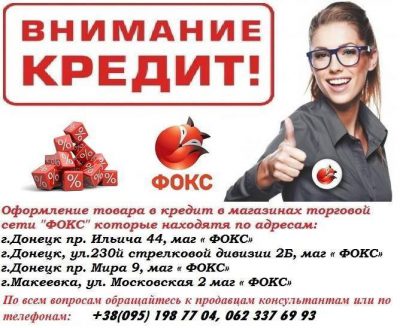 ВНИМАНИЕ
КРЕДИТ!
% % % % % %
ФОКС
Оформление товара в кредит в магазинах торговой
сети "ФОКС" которые находятя по адресам:
г.Донецк пр. Ильича 44, маг « ФОКС»
г.Донецк, ул.230й стрелковой дивизии 2Б, маг « ФОКС»
г.Донецк пр. Мира 9, маг « ФОКС»
г.Макеевка, ул. Московская 2 маг « ФОКС»
По всем вопросам обращайтесь к продавцам консультантам или по
телефонам: +38(095) 198 77 04, 062 337 69 93